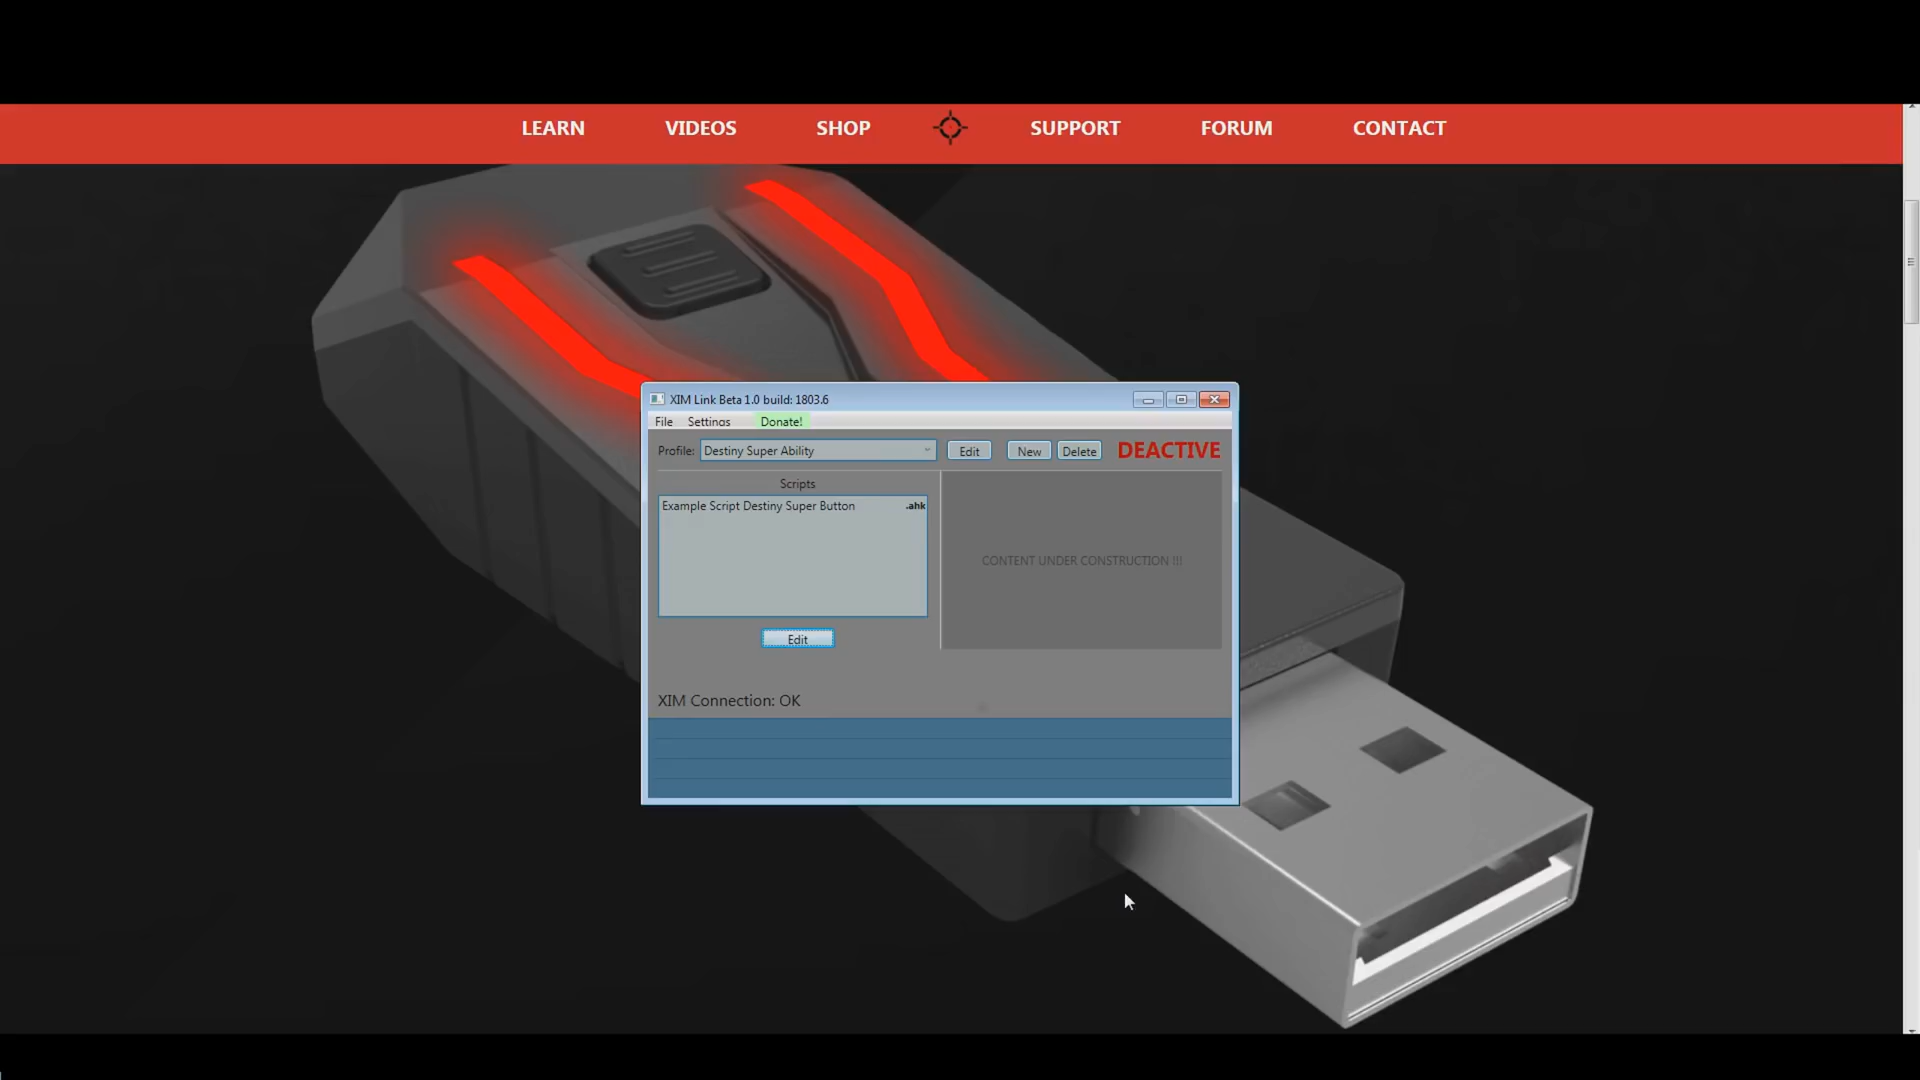 LEARN VIDEOS SHOP SUPPORT FORUM CONTACT
XIM Link Beta 1.0 build: 1803.6
File Settings Donate!
Profile: Destiny Super Ability Edit New Delete DEACTIVE
Scripts
Example Script Destiny Super Button .ahk
CONTENT UNDER CONSTRUCTION !!!
Edit
XIM Connection: OK